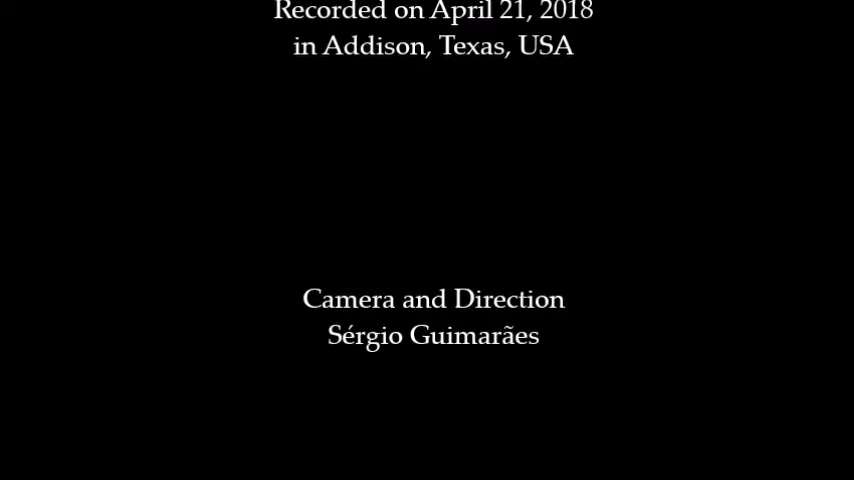 Recorded on April 21, 2018
in Addison, Texas, USA
Camera and Direction
Sérgio Guimarães